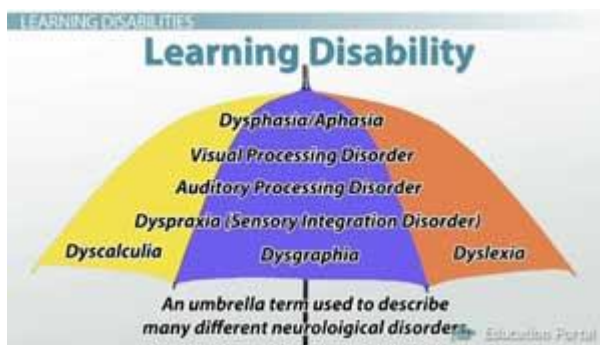 LEARNING DISABILITIES
Learning Disability
Dysphasia/Aphasia
Visual Processing Disorder
Auditory Processing Disorder
Dyspraxia (Sensory Integration Disorder)
Dyscalculia Dysgraphia Dyslexia
An umbrella term used to describe
many different neuroloigical disorders.
Education Portal